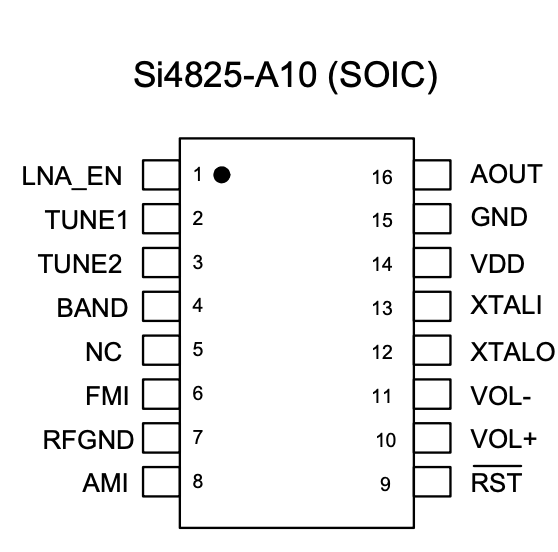 Si4825-A10 (SOIC)
LNA_EN 1 16 AOUT
TUNE1 2 15 GND
TUNE2 3 14 VDD
BAND 4 13 XTALI
NC 5 12 XTALO
FMI 6 11 VOL-
RFGND 7 10 VOL+
AMI 8 9 RST